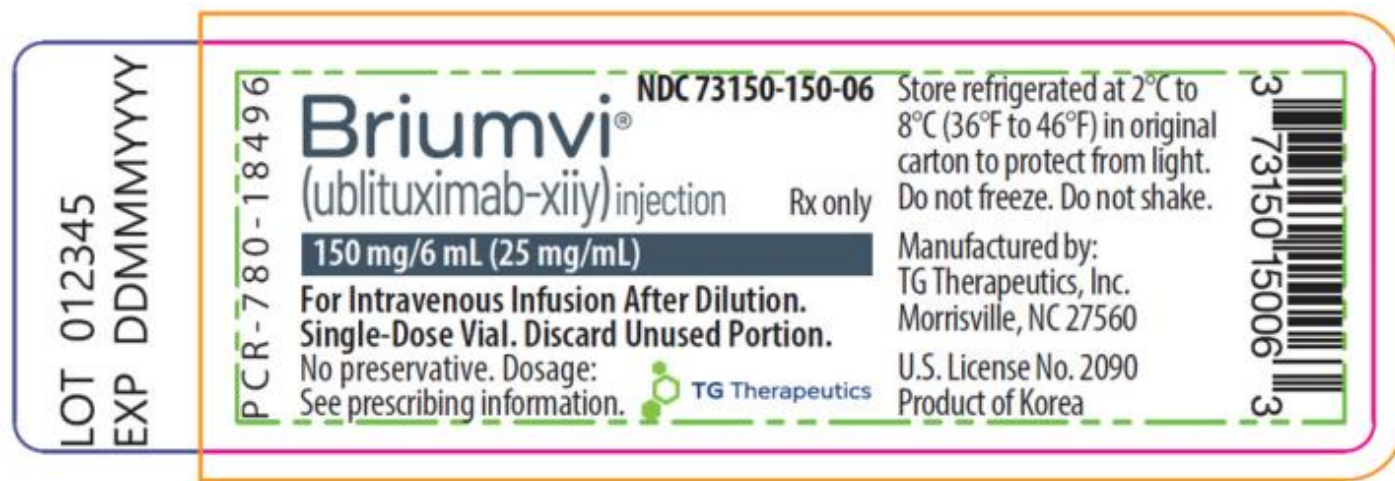 LOT 012345
EXP DDMMMYYYY
PCR-780-18496
NDC 73150-150-06
Briumvi®
(ublituximab-xiiy) injection Rx only
150 mg/6 mL (25 mg/mL)
For Intravenous Infusion After Dilution.
Single-Dose Vial. Discard Unused Portion.
No preservative. Dosage:
See prescribing information.
TG Therapeutics
Store refrigerated at 2°C to
8°C (36°F to 46°F) in original
carton to protect from light.
Do not freeze. Do not shake.
Manufactured by:
TG Therapeutics, Inc.
Morrisville, NC 27560
U.S. License No. 2090
Product of Korea
3 73150 15006 3